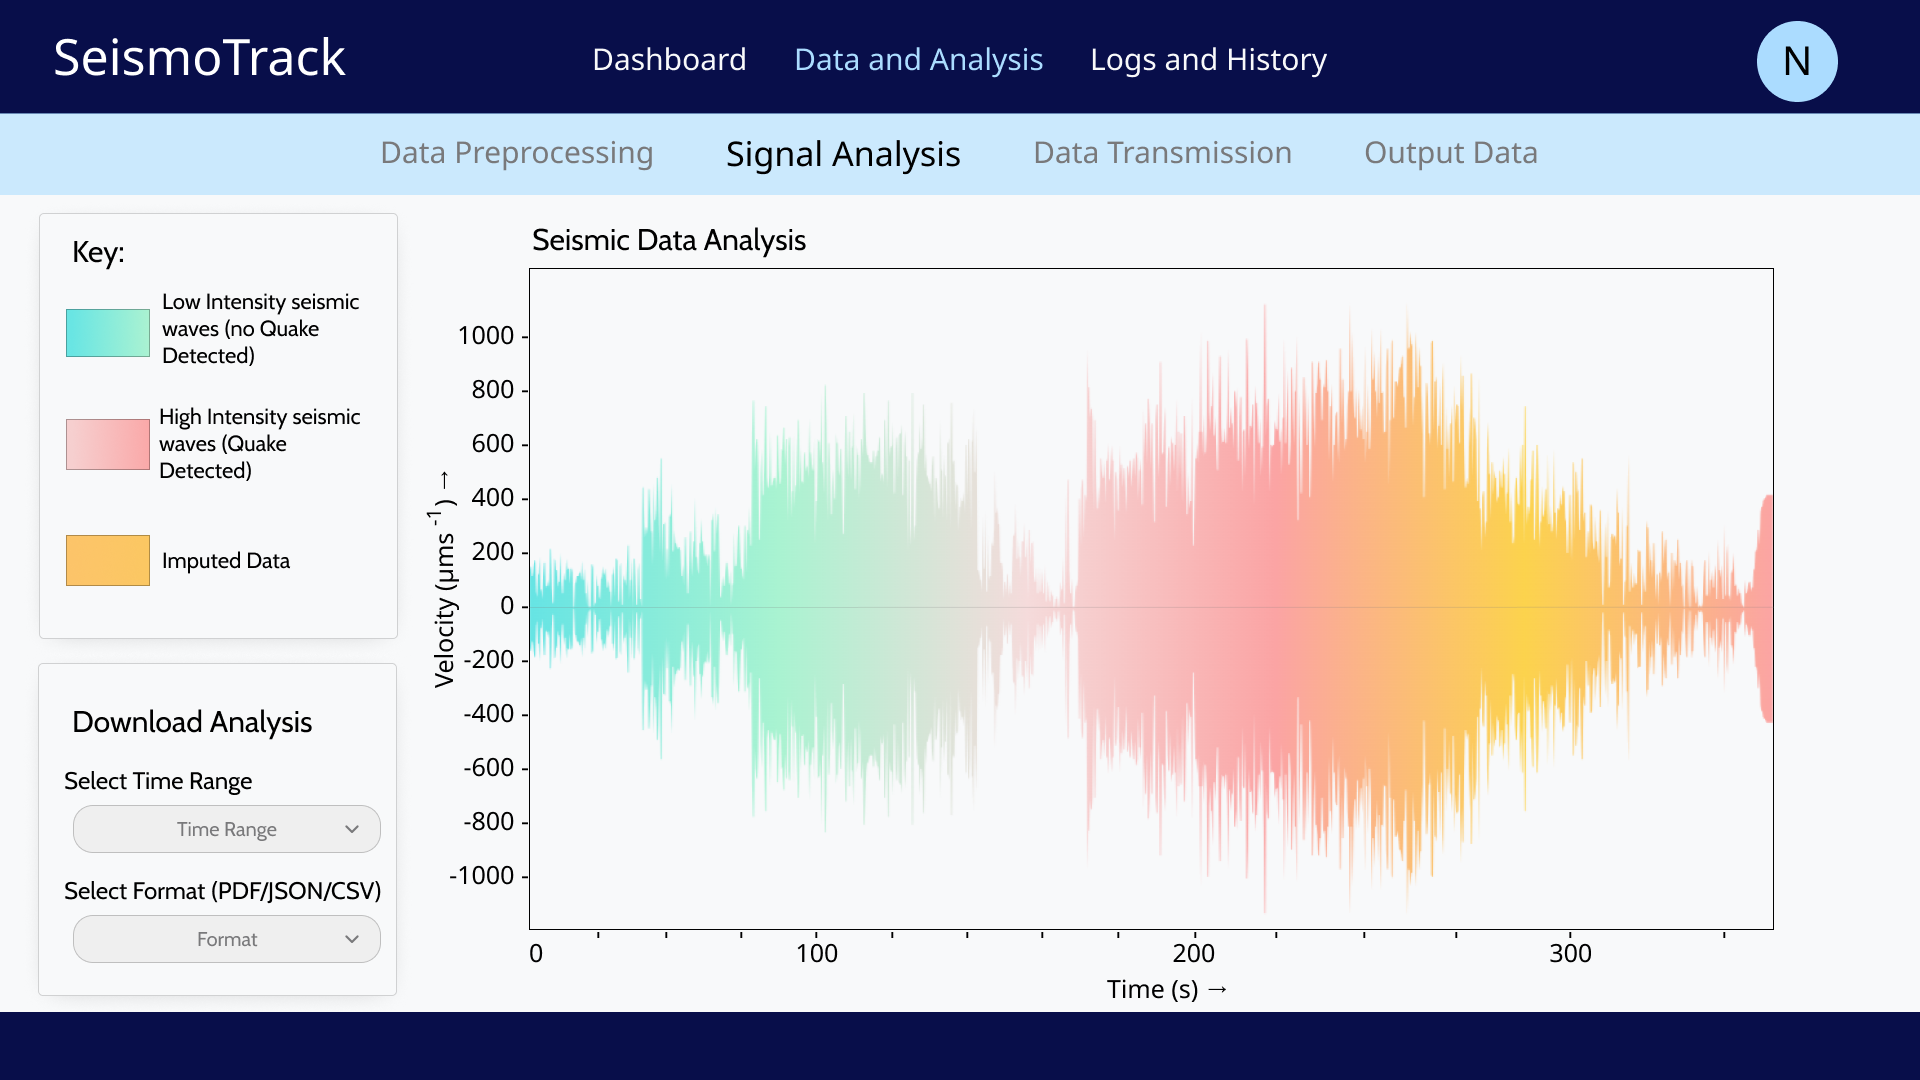 SeismoTrack
Dashboard
Data and Analysis
Logs and History
N
Data Preprocessing
Signal Analysis
Data Transmission
Output Data
Key:
Low Intensity seismic
waves (no Quake
Detected)
High Intensity seismic
waves (Quake
Detected)
Imputed Data
Download Analysis
Select Time Range
Time Range
Select Format (PDF/JSON/CSV)
Format
Seismic Data Analysis
Velocity (μms⁻¹) →
1000
800
600
400
200
0
-200
-400
-600
-800
-1000
0
100
200
300
Time (s) →